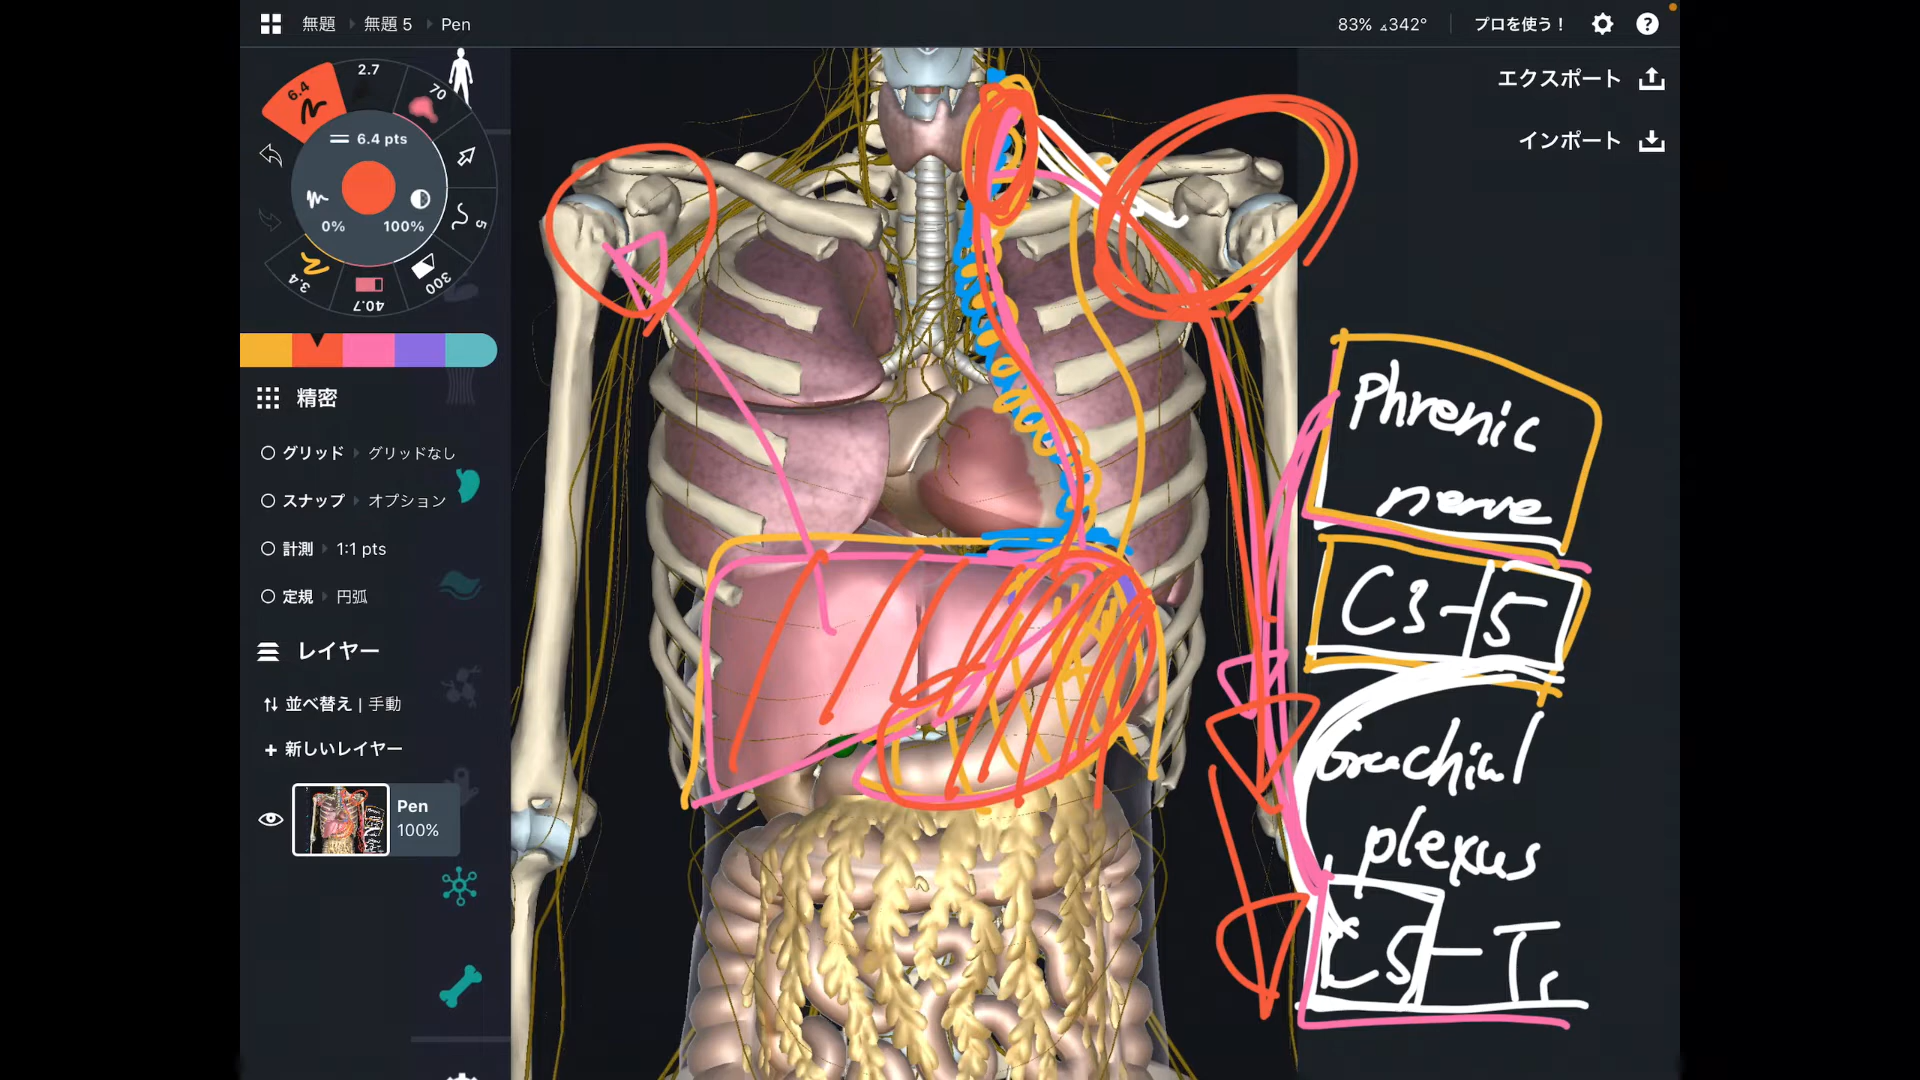 無題 無題 5 Pen
83% ⊿342° プロを使う！
エクスポート
インポート
2.7
6.4
70
6.4 pts
0% 100%
5
3.4
40.7
300
精密
グリッド グリッドなし
スナップ オプション
計測 1:1 pts
定規 円弧
レイヤー
並べ替え | 手動
+ 新しいレイヤー
Pen
100%
Phrenic
nerve
C3-5
brachial
plexus
C5-T1